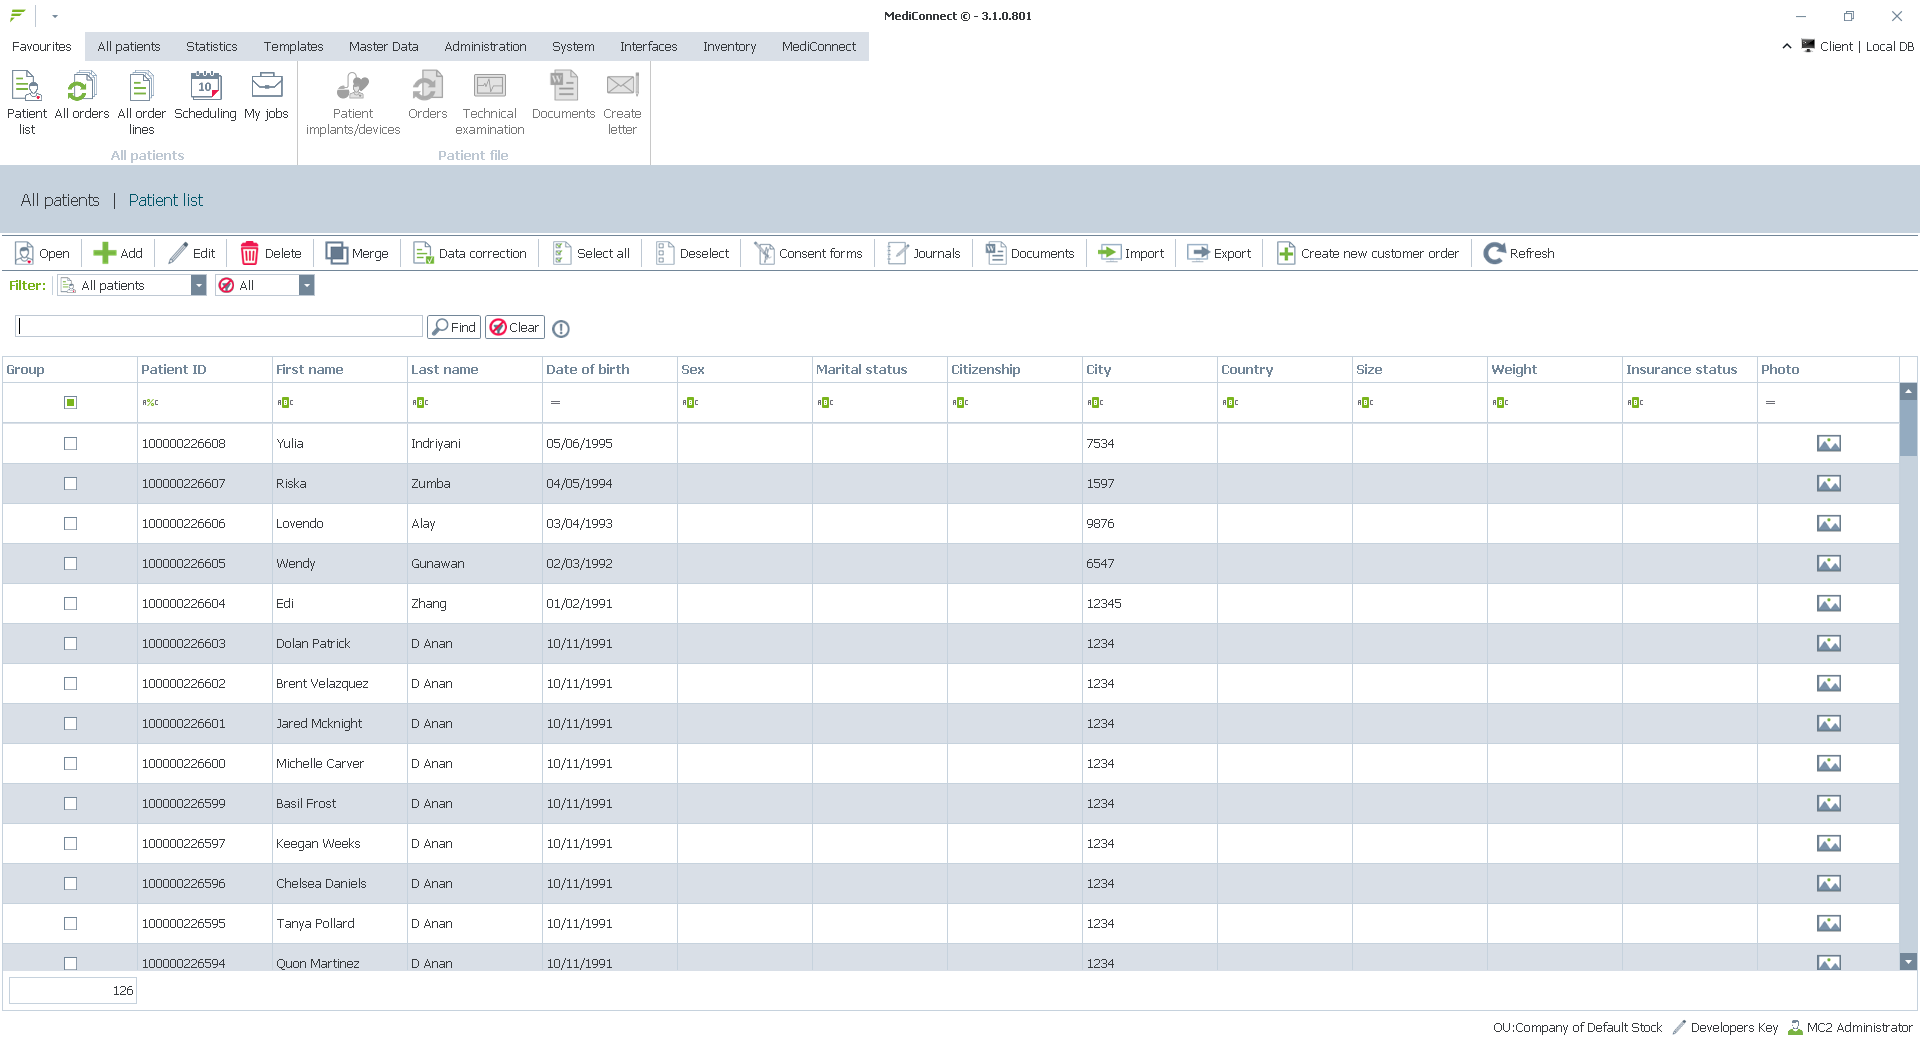 MediConnect © - 3.1.0.801
Favourites All patients Statistics Templates Master Data Administration System Interfaces Inventory MediConnect
Client | Local DB
Patient list All orders All order lines Scheduling My jobs Patient implants/devices Orders Technical examination Documents Create letter
All patients Patient file
All patients | Patient list
Open Add Edit Delete Merge Data correction Select all Deselect Consent forms Journals Documents Import Export Create new customer order Refresh
Filter: All patients All
Find Clear
Group Patient ID First name Last name Date of birth Sex Marital status Citizenship City Country Size Weight Insurance status Photo
100000226608 Yulia Indriyani 05/06/1995 7534
100000226607 Riska Zumba 04/05/1994 1597
100000226606 Lovendo Alay 03/04/1993 9876
100000226605 Wendy Gunawan 02/03/1992 6547
100000226604 Edi Zhang 01/02/1991 12345
100000226603 Dolan Patrick D Anan 10/11/1991 1234
100000226602 Brent Velazquez D Anan 10/11/1991 1234
100000226601 Jared Mcknight D Anan 10/11/1991 1234
100000226600 Michelle Carver D Anan 10/11/1991 1234
100000226599 Basil Frost D Anan 10/11/1991 1234
100000226597 Keegan Weeks D Anan 10/11/1991 1234
100000226596 Chelsea Daniels D Anan 10/11/1991 1234
100000226595 Tanya Pollard D Anan 10/11/1991 1234
100000226594 Quon Martinez D Anan 10/11/1991 1234
126
OU:Company of Default Stock Developers Key MC2 Administrator